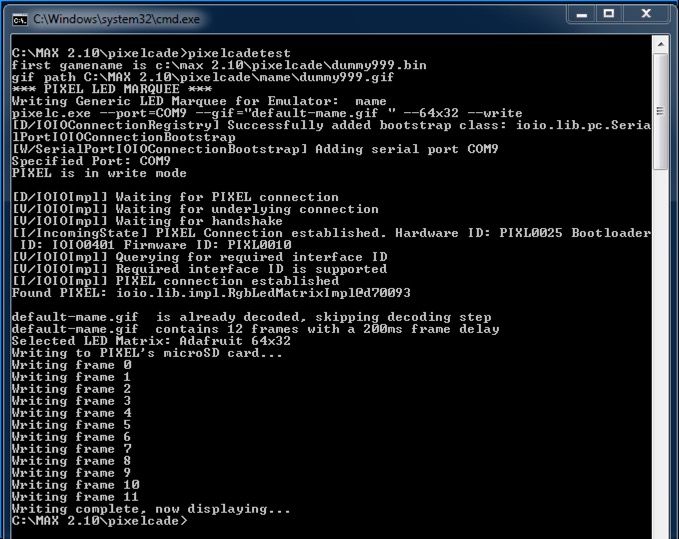 C:\Windows\system32\cmd.exe
C:\MAX 2.10\pixelcade>pixelcadetest
first gamename is c:\max 2.10\pixelcade\dummy999.bin
gif path C:\MAX 2.10\pixelcade\mame\dummy999.gif
*** PIXEL LED MARQUEE ***
Writing Generic LED Marquee for Emulator:  mame
pixelc.exe --port=COM9 --gif="default-mame.gif " --64x32 --write
[D/IOIOConnectionRegistry] Successfully added bootstrap class: ioio.lib.pc.Seria
lPortIOIOConnectionBootstrap
[W/SerialPortIOIOConnectionBootstrap] Adding serial port COM9
Specified Port: COM9
PIXEL is in write mode
[D/IOIOImpl] Waiting for PIXEL connection
[V/IOIOImpl] Waiting for underlying connection
[V/IOIOImpl] Waiting for handshake
[I/IncomingState] PIXEL Connection established. Hardware ID: PIXL0025 Bootloader
 ID: IOIO0401 Firmware ID: PIXL0010
[V/IOIOImpl] Querying for required interface ID
[V/IOIOImpl] Required interface ID is supported
[I/IOIOImpl] PIXEL connection established
Found PIXEL: ioio.lib.impl.RgbLedMatrixImpl@d70093
default-mame.gif  is already decoded, skipping decoding step
default-mame.gif  contains 12 frames with a 200ms frame delay
Selected LED Matrix: Adafruit 64x32
Writing to PIXEL's microSD card...
Writing frame 0
Writing frame 1
Writing frame 2
Writing frame 3
Writing frame 4
Writing frame 5
Writing frame 6
Writing frame 7
Writing frame 8
Writing frame 9
Writing frame 10
Writing frame 11
Writing complete, now displaying...
C:\MAX 2.10\pixelcade>